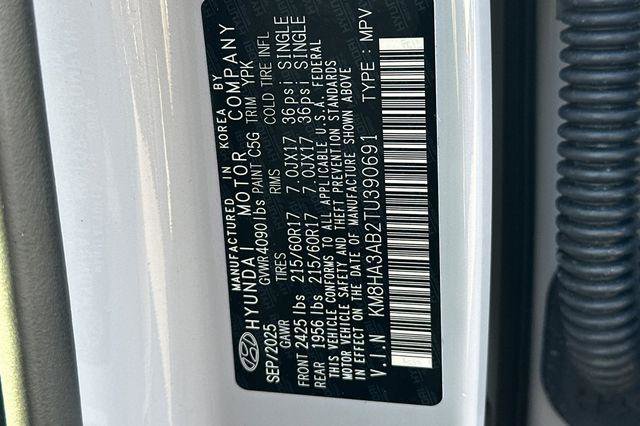 MANUFACTURED IN KOREA BY
HYUNDAI MOTOR COMPANY
SEP/2025 GVWR 4090 lbs PAINT C5G TRIM YPK
GAWR TIRES RIMS COLD TIRE INFL
FRONT 2425 lbs 215/60R17 7.0JX17 36psi SINGLE
REAR 1956 lbs 215/60R17 7.0JX17 36psi SINGLE
THIS VEHICLE CONFORMS TO ALL APPLICABLE U.S.A. FEDERAL
MOTOR VEHICLE SAFETY AND THEFT PREVENTION STANDARDS
IN EFFECT ON THE DATE OF MANUFACTURE SHOWN ABOVE
V.I.N KM8HA3AB2TU390691 TYPE : MPV